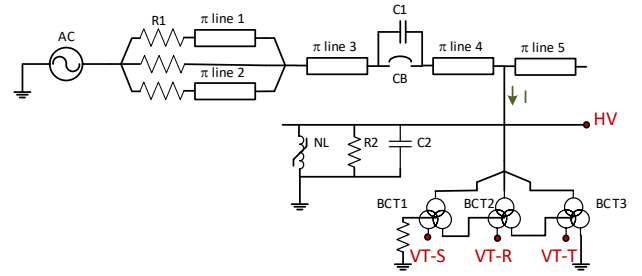 AC
R1
π line 1
π line 2
π line 3
C1
CB
π line 4
π line 5
I
HV
NL
R2
C2
BCT1
BCT2
BCT3
VT-S
VT-R
VT-T